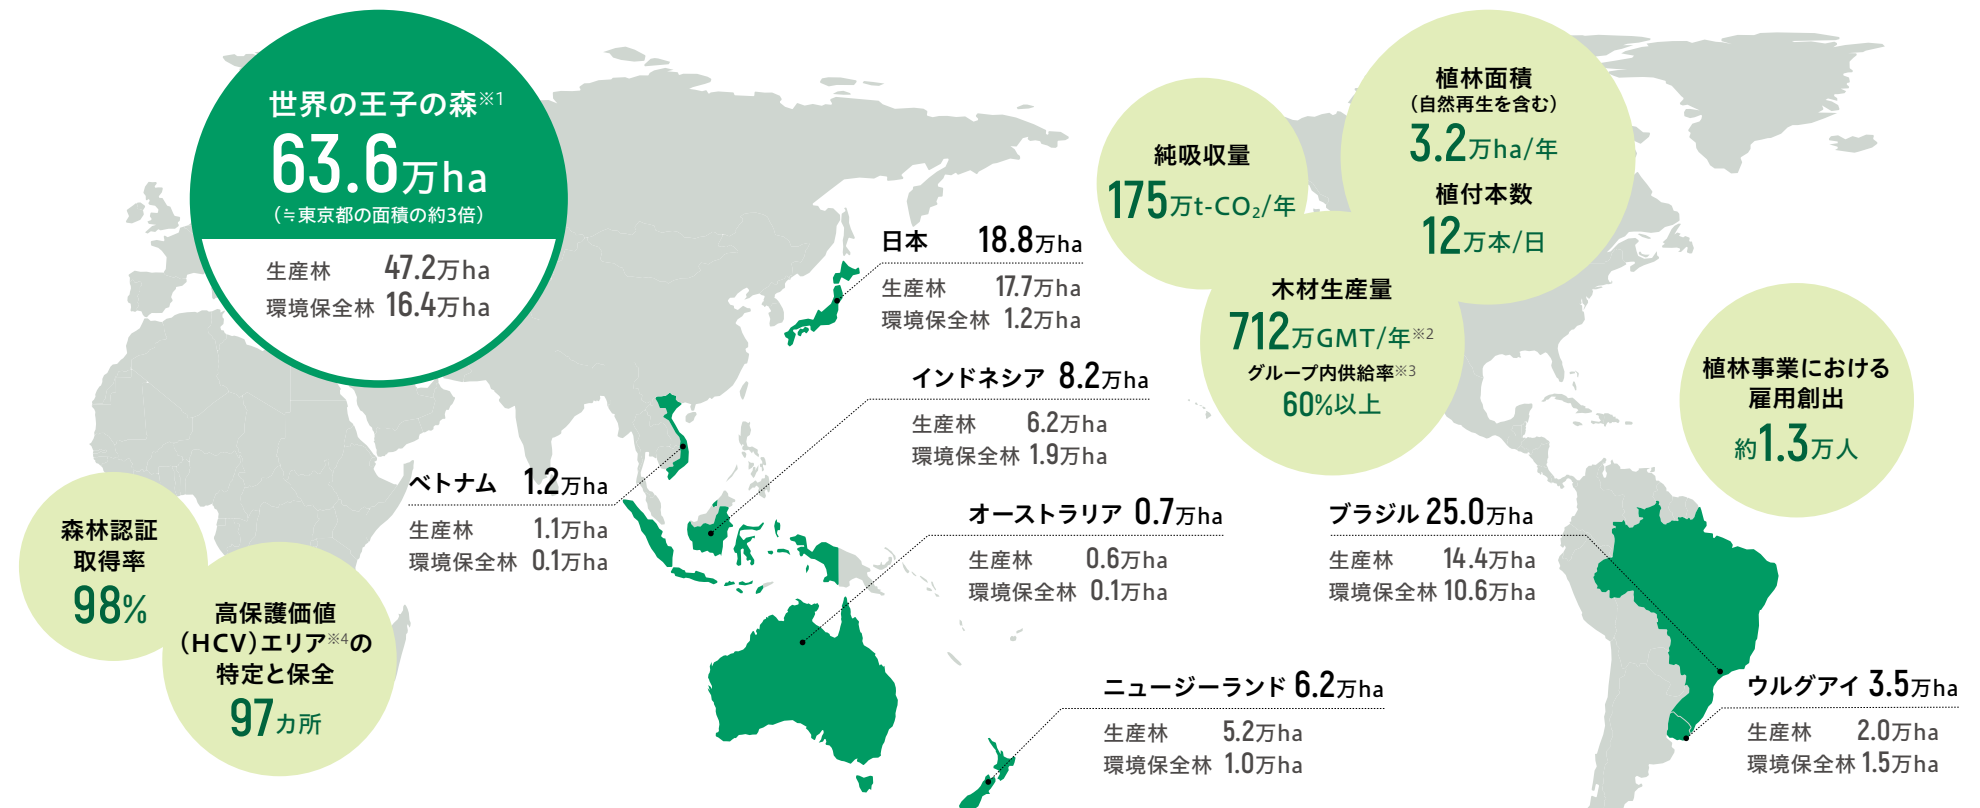 世界の王子の森※1
63.6万ha
(≒東京都の面積の約3倍)
生産林 47.2万ha
環境保全林 16.4万ha
純吸収量
175万t-CO₂/年
植林面積
(自然再生を含む)
3.2万ha/年
植付本数
12万本/日
木材生産量
712万GMT/年※2
グループ内供給率※3
60%以上
植林事業における
雇用創出
約1.3万人
森林認証
取得率
98%
高保護価値
(HCV)エリア※4の
特定と保全
97カ所
日本 18.8万ha
生産林 17.7万ha
環境保全林 1.2万ha
インドネシア 8.2万ha
生産林 6.2万ha
環境保全林 1.9万ha
ベトナム 1.2万ha
生産林 1.1万ha
環境保全林 0.1万ha
オーストラリア 0.7万ha
生産林 0.6万ha
環境保全林 0.1万ha
ブラジル 25.0万ha
生産林 14.4万ha
環境保全林 10.6万ha
ニュージーランド 6.2万ha
生産林 5.2万ha
環境保全林 1.0万ha
ウルグアイ 3.5万ha
生産林 2.0万ha
環境保全林 1.5万ha